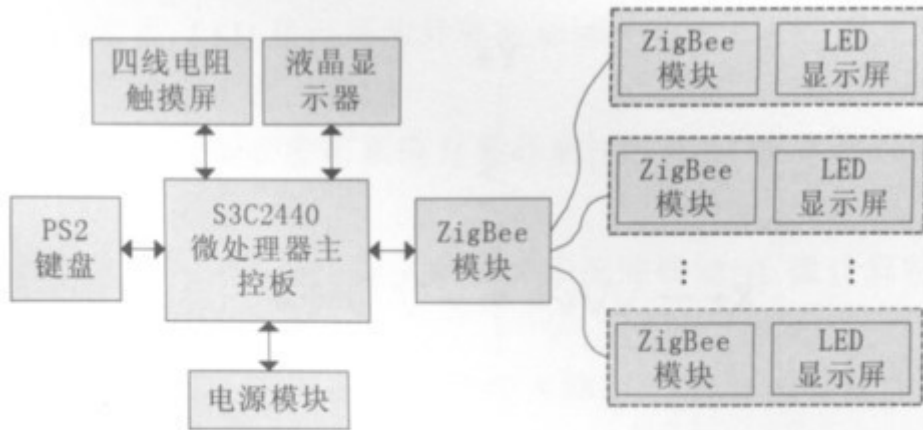 四线电阻
触摸屏
液晶显
示器
ZigBee
模块
LED
显示屏
ZigBee
模块
LED
显示屏
PS2
键盘
S3C2440
微处理器主
控板
ZigBee
模块
⋮
⋮
ZigBee
模块
LED
显示屏
电源模块